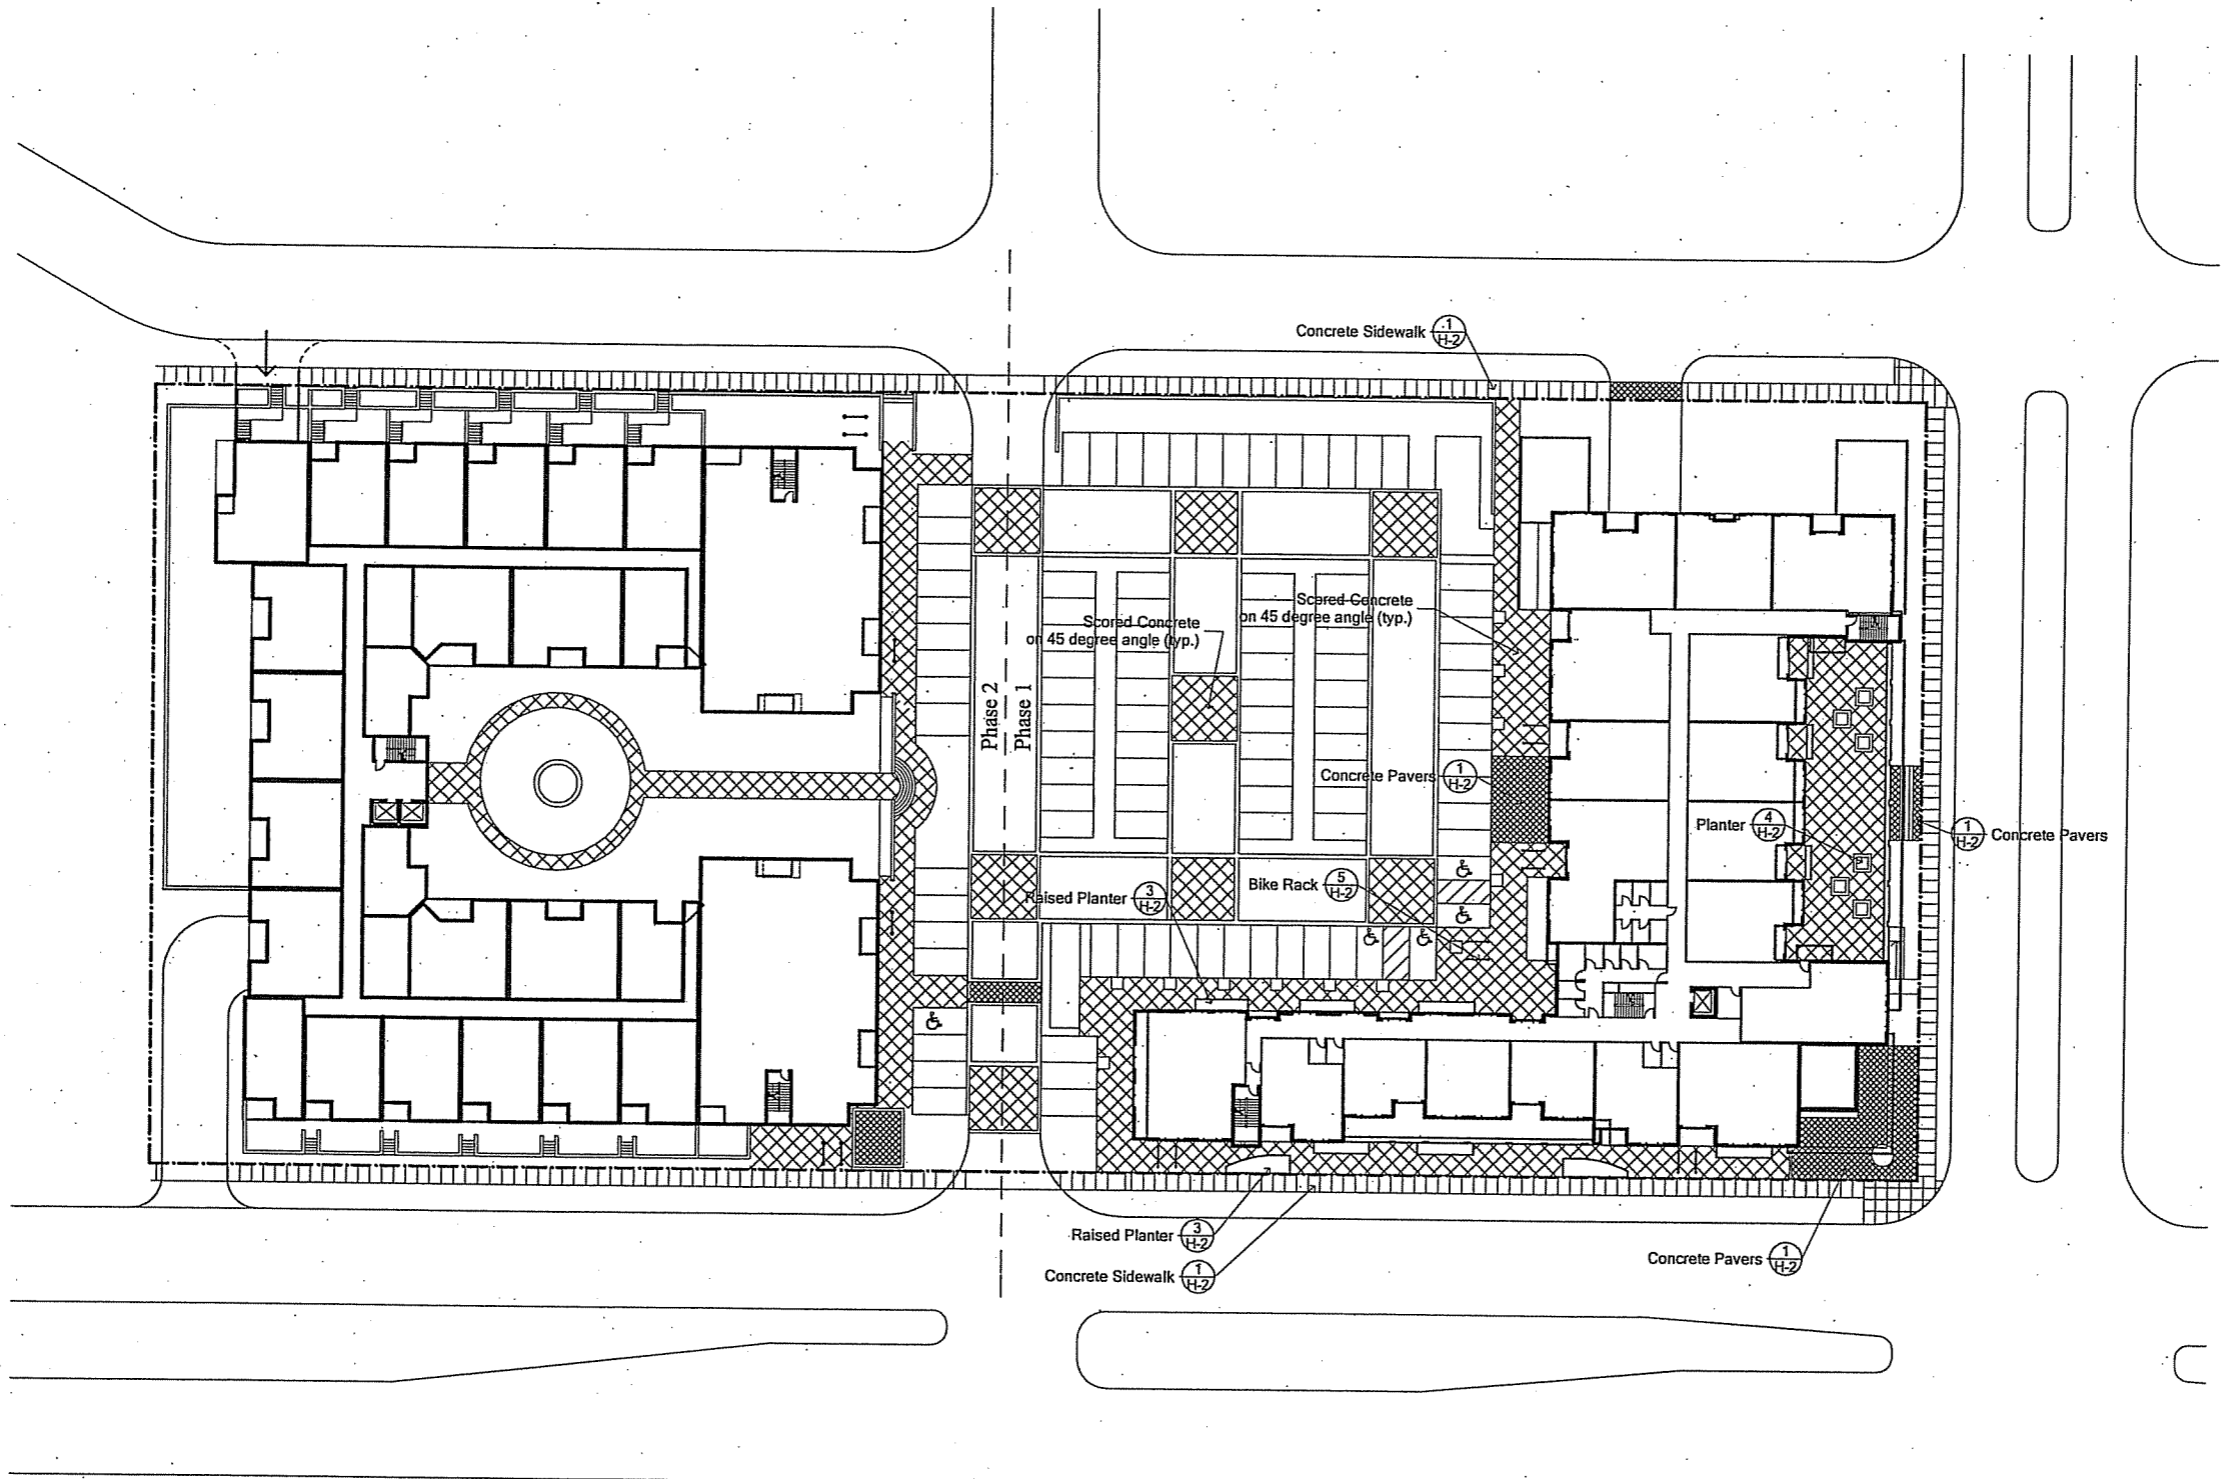 Concrete Sidewalk 1
H-2
Scored Concrete
on 45 degree angle (typ.)
Scored Concrete
on 45 degree angle (typ.)
Phase 2
Phase 1
Concrete Pavers 1
H-2
Planter 4
H-2
1
H-2 Concrete Pavers
Raised Planter 3
H-2
Bike Rack 5
H-2
Raised Planter 3
H-2
Concrete Sidewalk 1
H-2
Concrete Pavers 1
H-2